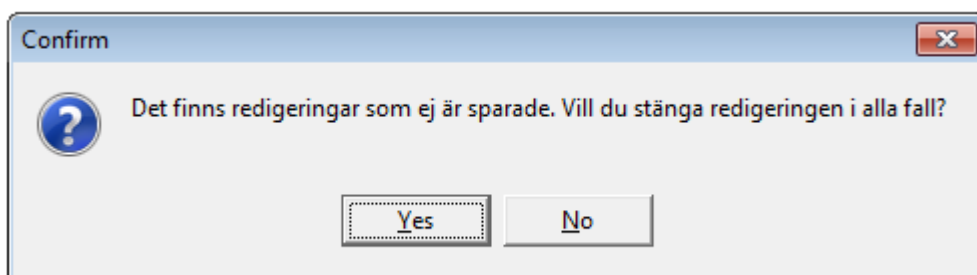 Confirm
Det finns redigeringar som ej är sparade. Vill du stänga redigeringen i alla fall?
Yes
No